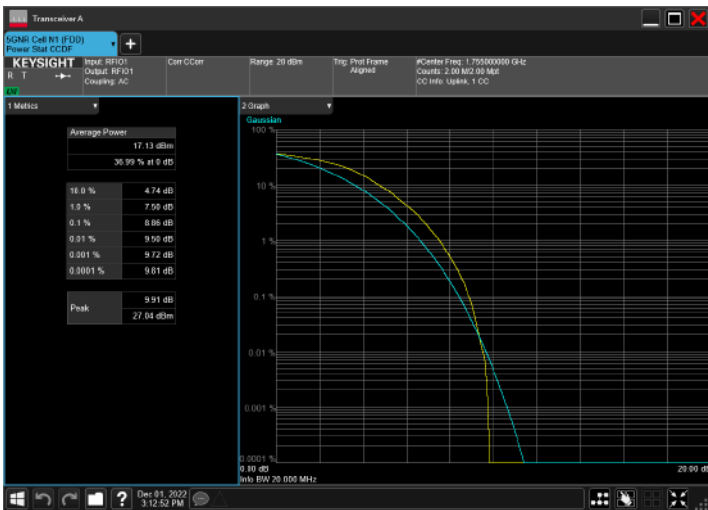 Transceiver A
5GNR Cell N1 (FDD)
Power Stat CCDF
KEYSIGHT
R T
Input: RFIO1
Output: RFIO1
Coupling: AC
Corr CCorr
Range: 20 dBm
Trig: Prot Frame
Aligned
#Center Freq: 1.755000000 GHz
Counts: 2.00 M/2.00 Mpt
CC Info: Uplink, 1 CC
1 Metrics
Average Power
17.13 dBm
36.99 % at 0 dB
10.0 % 4.74 dB
1.0 % 7.50 dB
0.1 % 8.86 dB
0.01 % 9.50 dB
0.001 % 9.72 dB
0.0001 % 9.81 dB
Peak
9.91 dB
27.04 dBm
2 Graph
Gaussian
100 %
10 %
1 %
0.1 %
0.01 %
0.001 %
0.0001 %
0.00 dB
20.00 dB
Info BW 20.000 MHz
Dec 01, 2022
3:12:52 PM